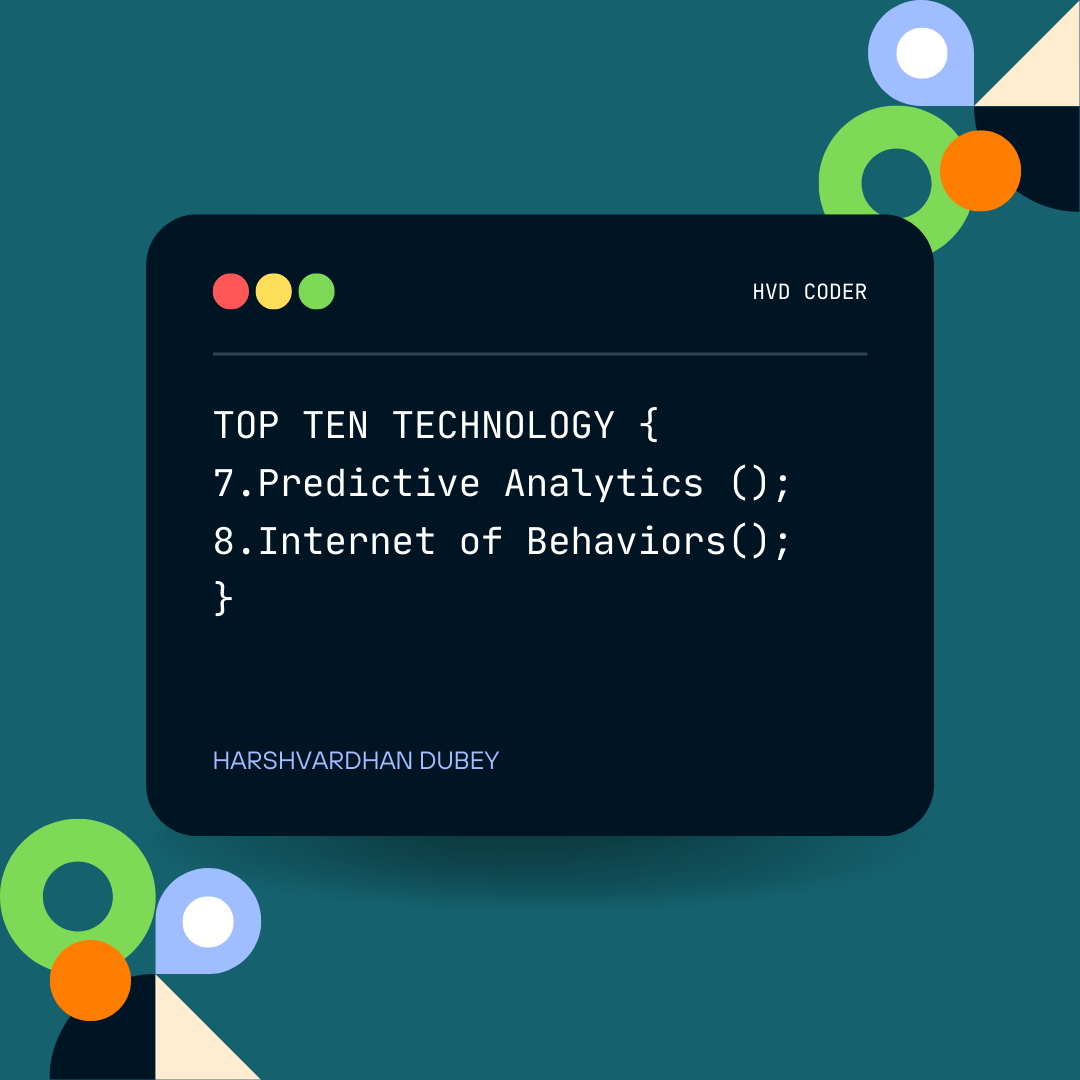 HVD CODER
TOP TEN TECHNOLOGY {
7.Predictive Analytics ();
8.Internet of Behaviors();
}
HARSHVARDHAN DUBEY